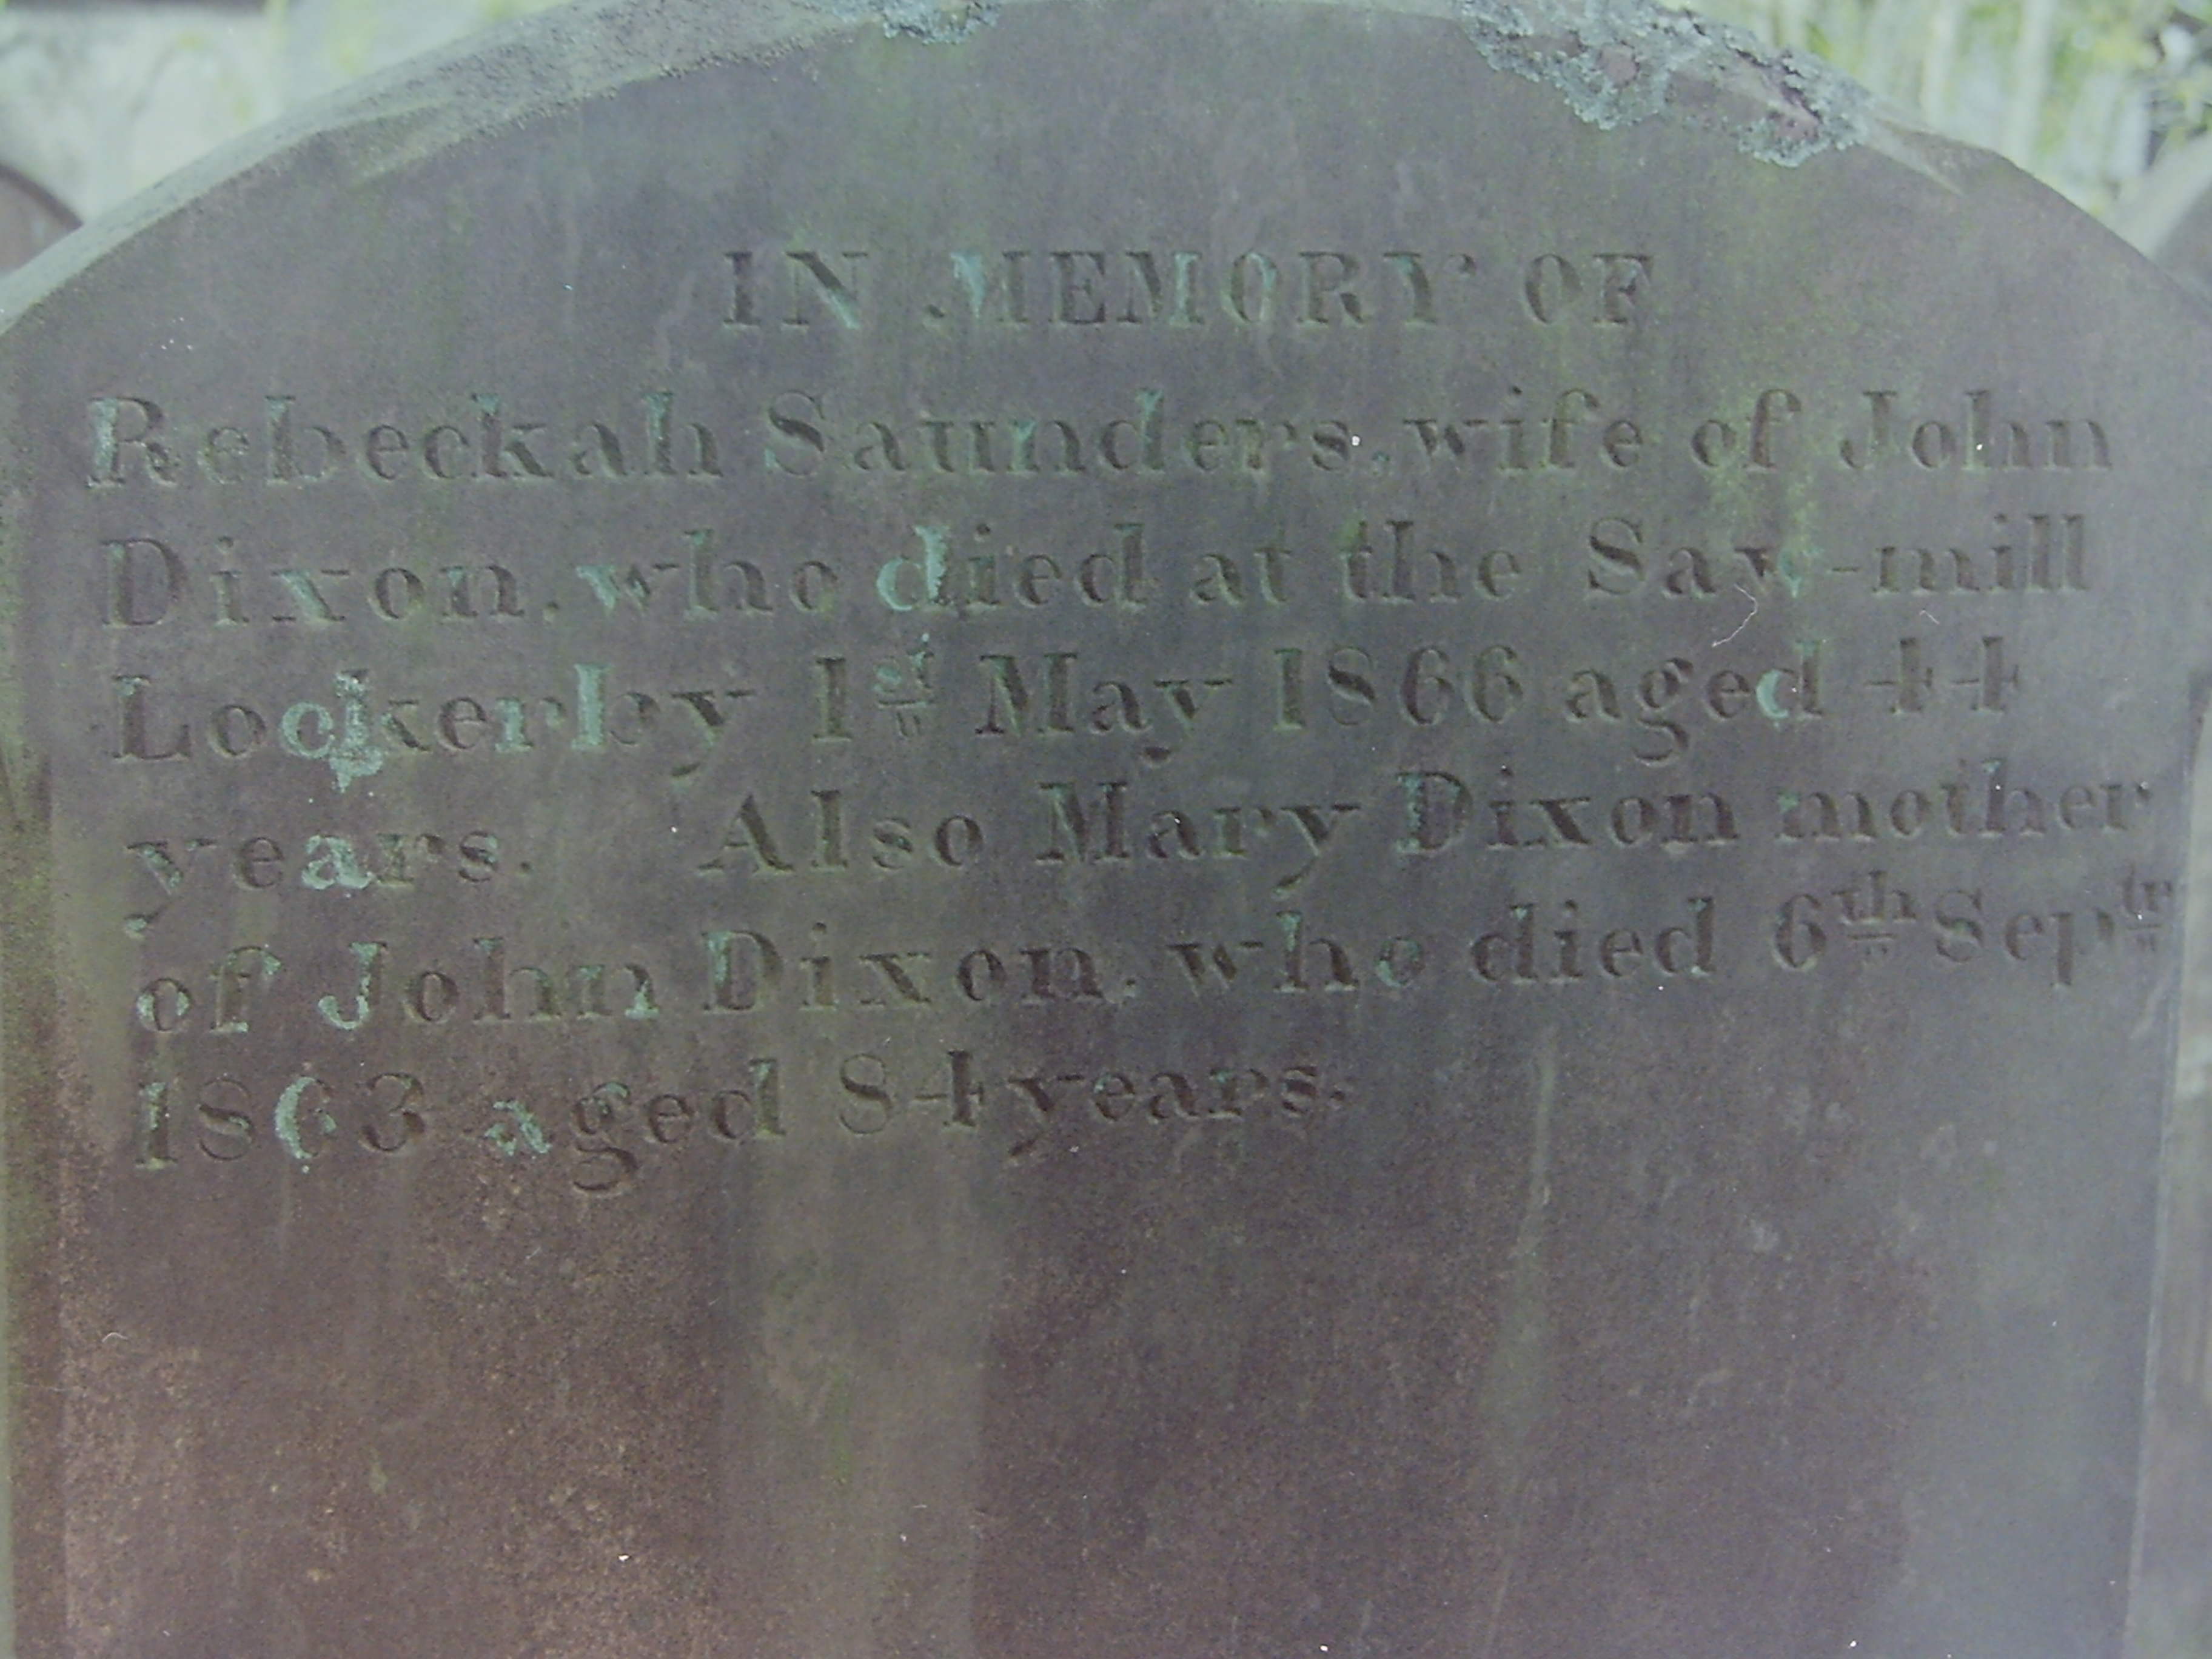 IN MEMORY OF
Rebeckah Saunders, wife of John
Dixon, who died at the Saw-mill
Lockerby 1st May 1866 aged 44
years. Also Mary Dixon mother
of John Dixon, who died 6th Septr
1863 aged 84 years.